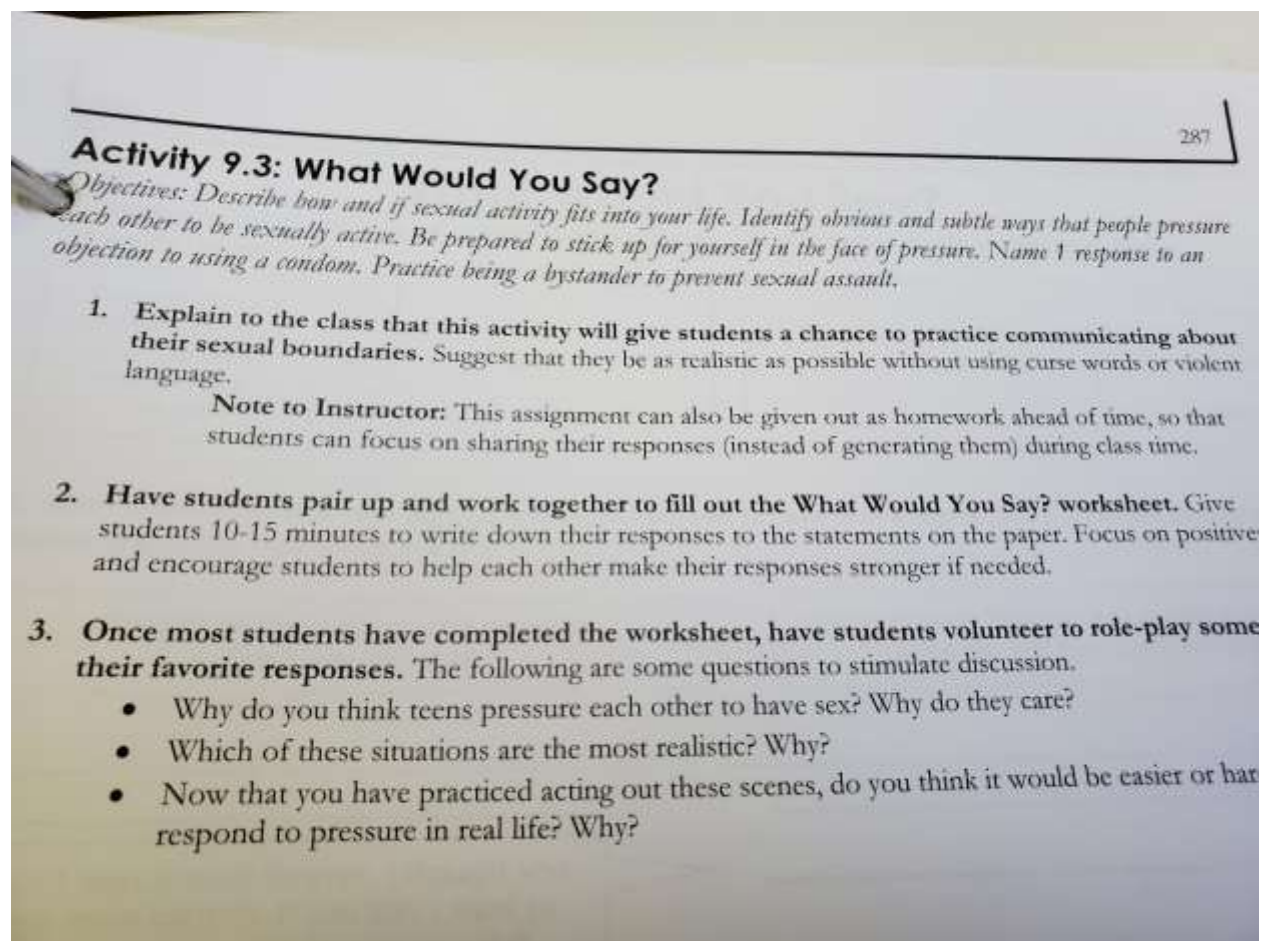 287
Activity 9.3: What Would You Say?
Objectives: Describe how and if sexual activity fits into your life. Identify obvious and subtle ways that people pressure
each other to be sexually active. Be prepared to stick up for yourself in the face of pressure. Name 1 response to an
objection to using a condom. Practice being a bystander to prevent sexual assault.
1. Explain to the class that this activity will give students a chance to practice communicating about
their sexual boundaries. Suggest that they be as realistic as possible without using curse words or violent
language.
Note to Instructor: This assignment can also be given out as homework ahead of time, so that
students can focus on sharing their responses (instead of generating them) during class time.
2. Have students pair up and work together to fill out the What Would You Say? worksheet. Give
students 10-15 minutes to write down their responses to the statements on the paper. Focus on positive
and encourage students to help each other make their responses stronger if needed.
3. Once most students have completed the worksheet, have students volunteer to role-play some
their favorite responses. The following are some questions to stimulate discussion.
• Why do you think teens pressure each other to have sex? Why do they care?
• Which of these situations are the most realistic? Why?
• Now that you have practiced acting out these scenes, do you think it would be easier or har
respond to pressure in real life? Why?